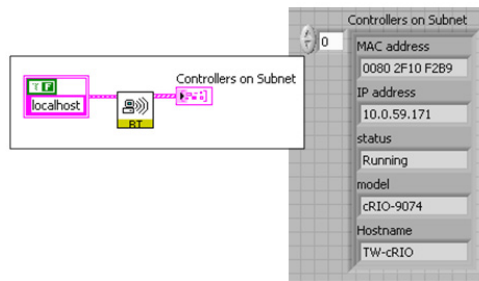 Controllers on Subnet
TF
localhost
RT
Controllers on Subnet
0
MAC address
0080 2F10 F2B9
IP address
10.0.59.171
status
Running
model
cRIO-9074
Hostname
TW-cRIO